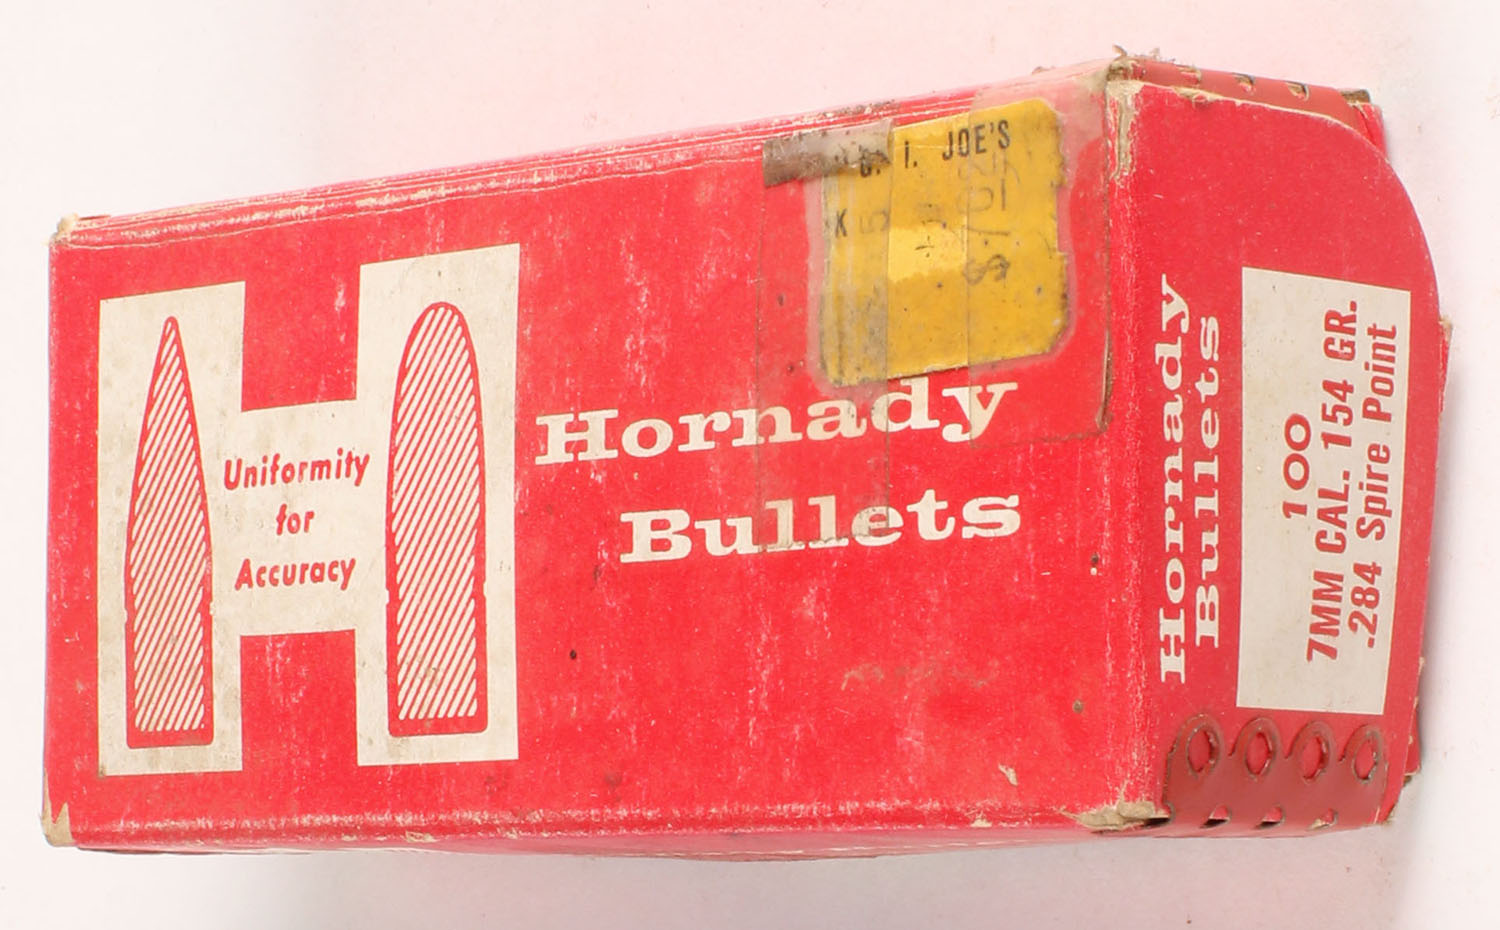 G. I. JOE'S
Uniformity
for
Accuracy
Hornady
Bullets
Hornady
Bullets
100
7MM CAL. 154 GR.
.284 Spire Point